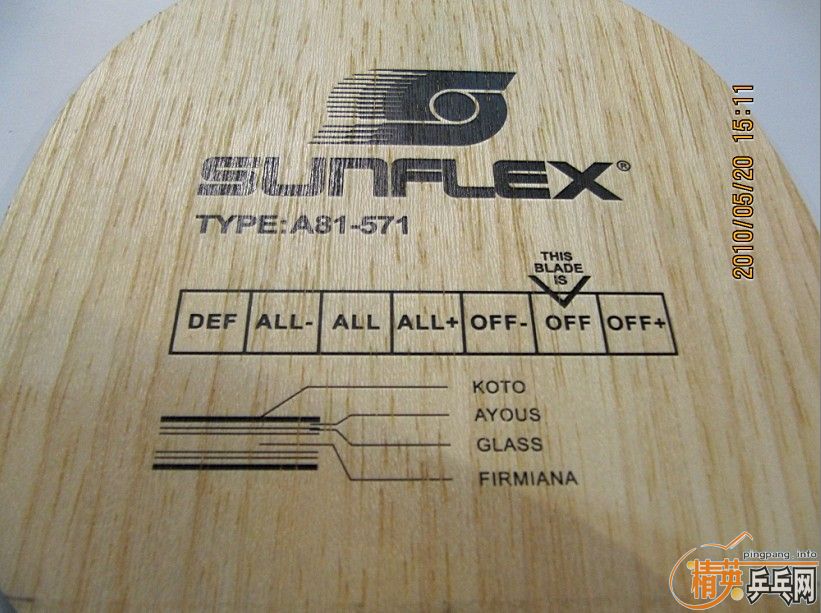 SUNFLEX®
TYPE: A81-571
THIS
BLADE
IS
DEF ALL- ALL ALL+ OFF- OFF OFF+
KOTO
AYOUS
GLASS
FIRMIANA
2010/05/20 15:11
pingpang.info
精英乒乓网